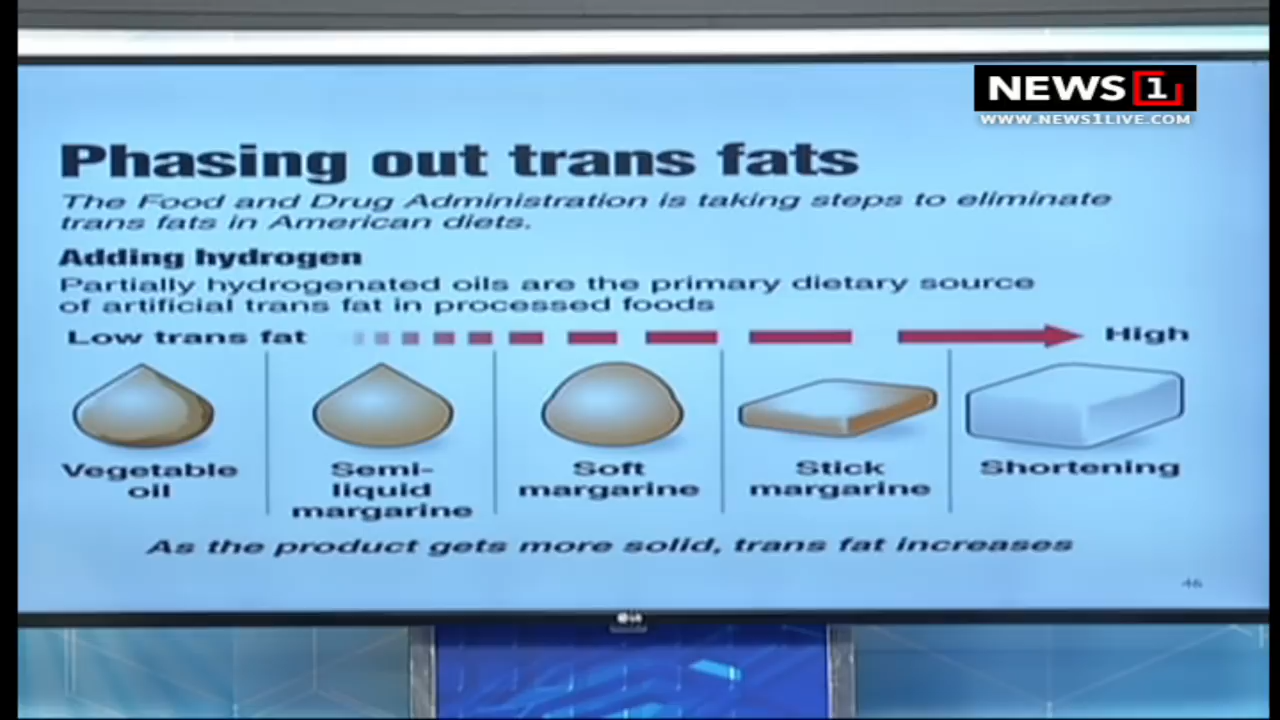 NEWS 1
WWW.NEWS1LIVE.COM
Phasing out trans fats
The Food and Drug Administration is taking steps to eliminate
trans fats in American diets.
Adding hydrogen
Partially hydrogenated oils are the primary dietary source
of artificial trans fat in processed foods
Low trans fat High
Vegetable
oil
Semi-
liquid
margarine
Soft
margarine
Stick
margarine
Shortening
As the product gets more solid, trans fat increases
46